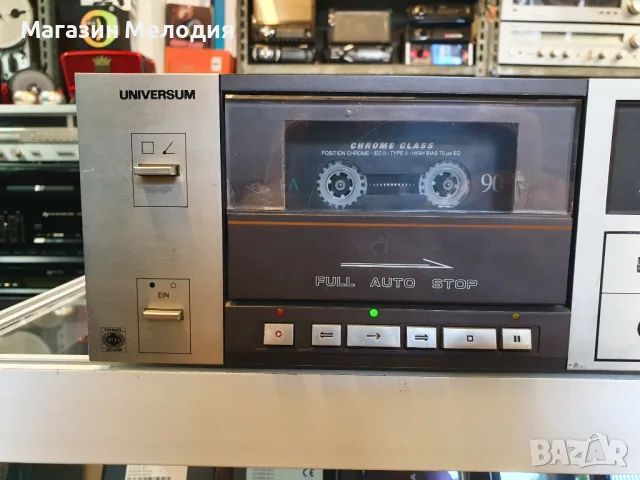 Магазин Мелодия
UNIVERSUM
CHROME CLASS
POSITION CHROME · IEC II / TYPE II · HIGH BIAS 70 µs EQ
A
90
FULL AUTO STOP
EIN
BAZAR